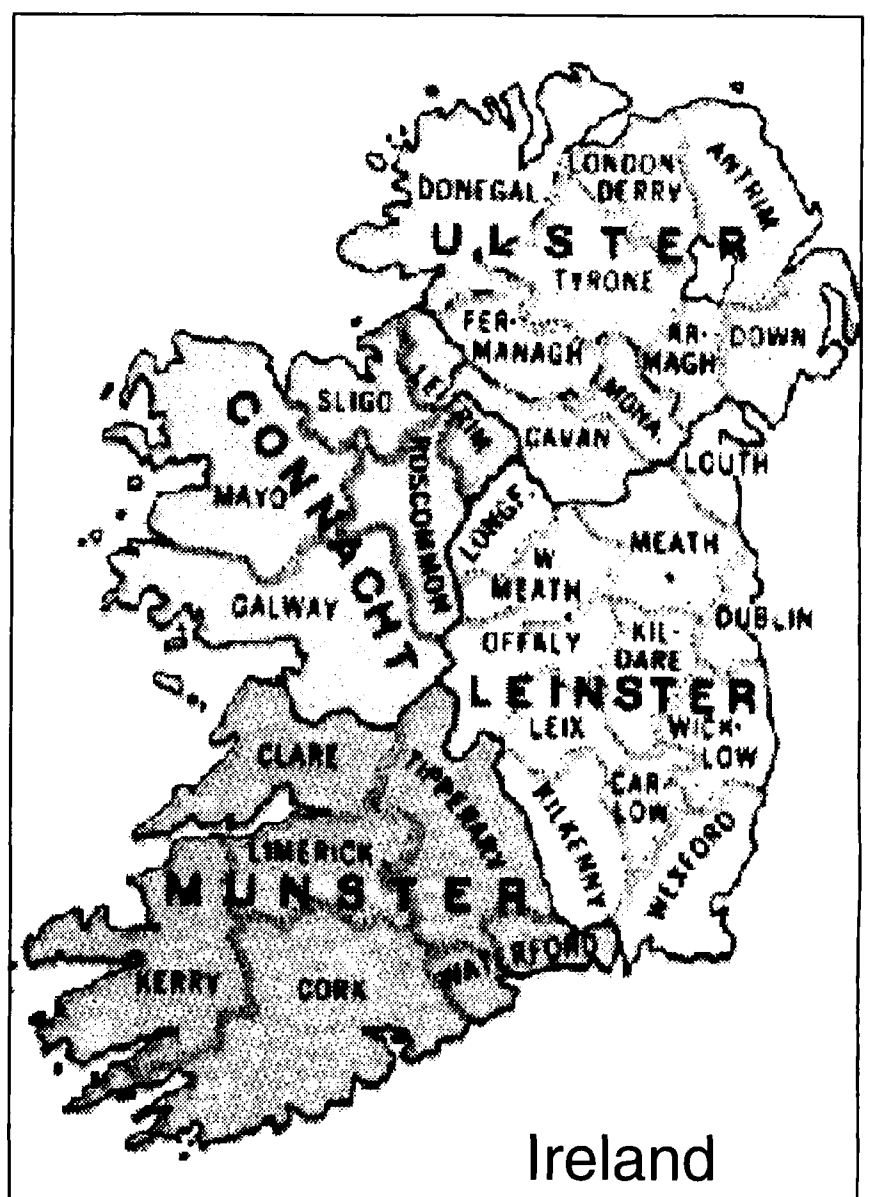 LONDON-
DERRY
ANTRIM
DONEGAL
ULSTER
TYRONE
FER-
MANAGH
AR-
MAGH
DOWN
MONA.
CAVAN
LOUTH
CONNACHT
SLIGO
LEITRIM
MAYO
ROSCOMMON
GALWAY
LONGF.
W
MEATH
MEATH
DUBLIN
OFFALY
KIL-
DARE
LEINSTER
LEIX
WICK-
LOW
CAR-
LOW
KILKENNY
WEXFORD
CLARE
TIPPERARY
LIMERICK
MUNSTER
WATERFORD
KERRY
CORK
Ireland